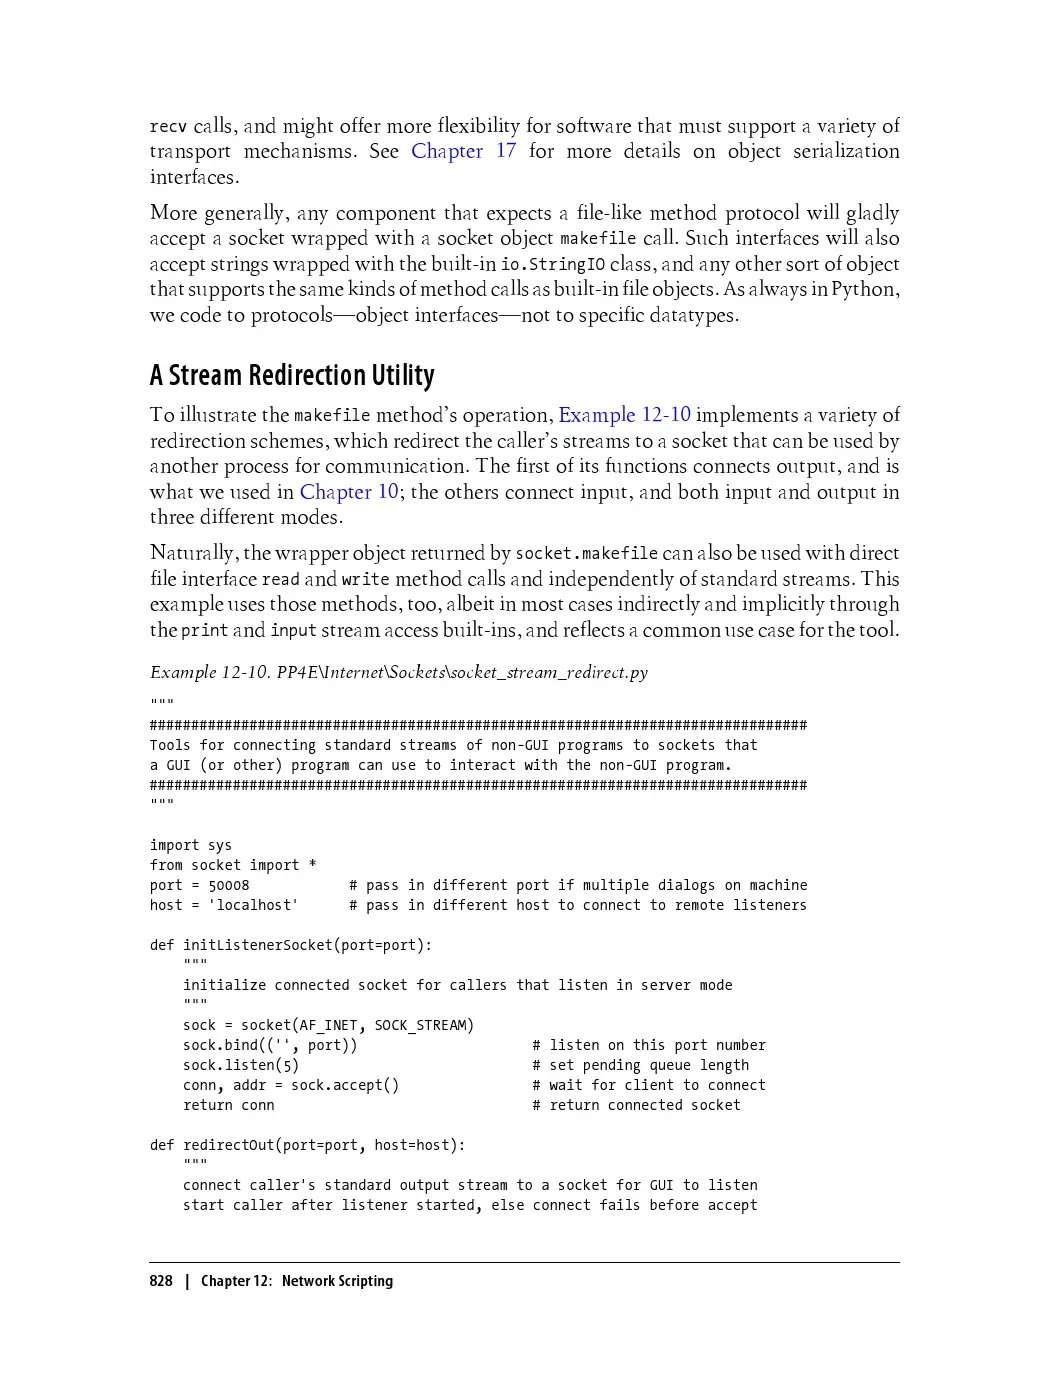 recv calls, and might offer more flexibility for software that must support a variety of
transport mechanisms. See Chapter 17 for more details on object serialization
interfaces.
More generally, any component that expects a file-like method protocol will gladly
accept a socket wrapped with a socket object makefile call. Such interfaces will also
accept strings wrapped with the built-in io.StringIO class, and any other sort of object
that supports the same kinds of method calls as built-in file objects. As always in Python,
we code to protocols—object interfaces—not to specific datatypes.
A Stream Redirection Utility
To illustrate the makefile method’s operation, Example 12-10 implements a variety of
redirection schemes, which redirect the caller’s streams to a socket that can be used by
another process for communication. The first of its functions connects output, and is
what we used in Chapter 10; the others connect input, and both input and output in
three different modes.
Naturally, the wrapper object returned by socket.makefile can also be used with direct
file interface read and write method calls and independently of standard streams. This
example uses those methods, too, albeit in most cases indirectly and implicitly through
the print and input stream access built-ins, and reflects a common use case for the tool.
Example 12-10. PP4E\Internet\Sockets\socket_stream_redirect.py
"""
###############################################################################
Tools for connecting standard streams of non-GUI programs to sockets that
a GUI (or other) program can use to interact with the non-GUI program.
###############################################################################
"""
import sys
from socket import *
port = 50008            # pass in different port if multiple dialogs on machine
host = 'localhost'      # pass in different host to connect to remote listeners
def initListenerSocket(port=port):
    """
    initialize connected socket for callers that listen in server mode
    """
    sock = socket(AF_INET, SOCK_STREAM)
    sock.bind(('', port))                     # listen on this port number
    sock.listen(5)                            # set pending queue length
    conn, addr = sock.accept()                # wait for client to connect
    return conn                               # return connected socket
def redirectOut(port=port, host=host):
    """
    connect caller's standard output stream to a socket for GUI to listen
    start caller after listener started, else connect fails before accept
828 | Chapter 12: Network Scripting